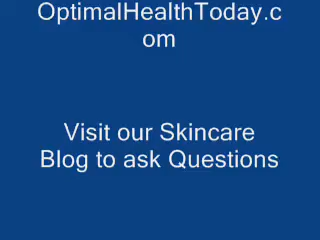 OptimalHealthToday.c
om
Visit our Skincare
Blog to ask Questions